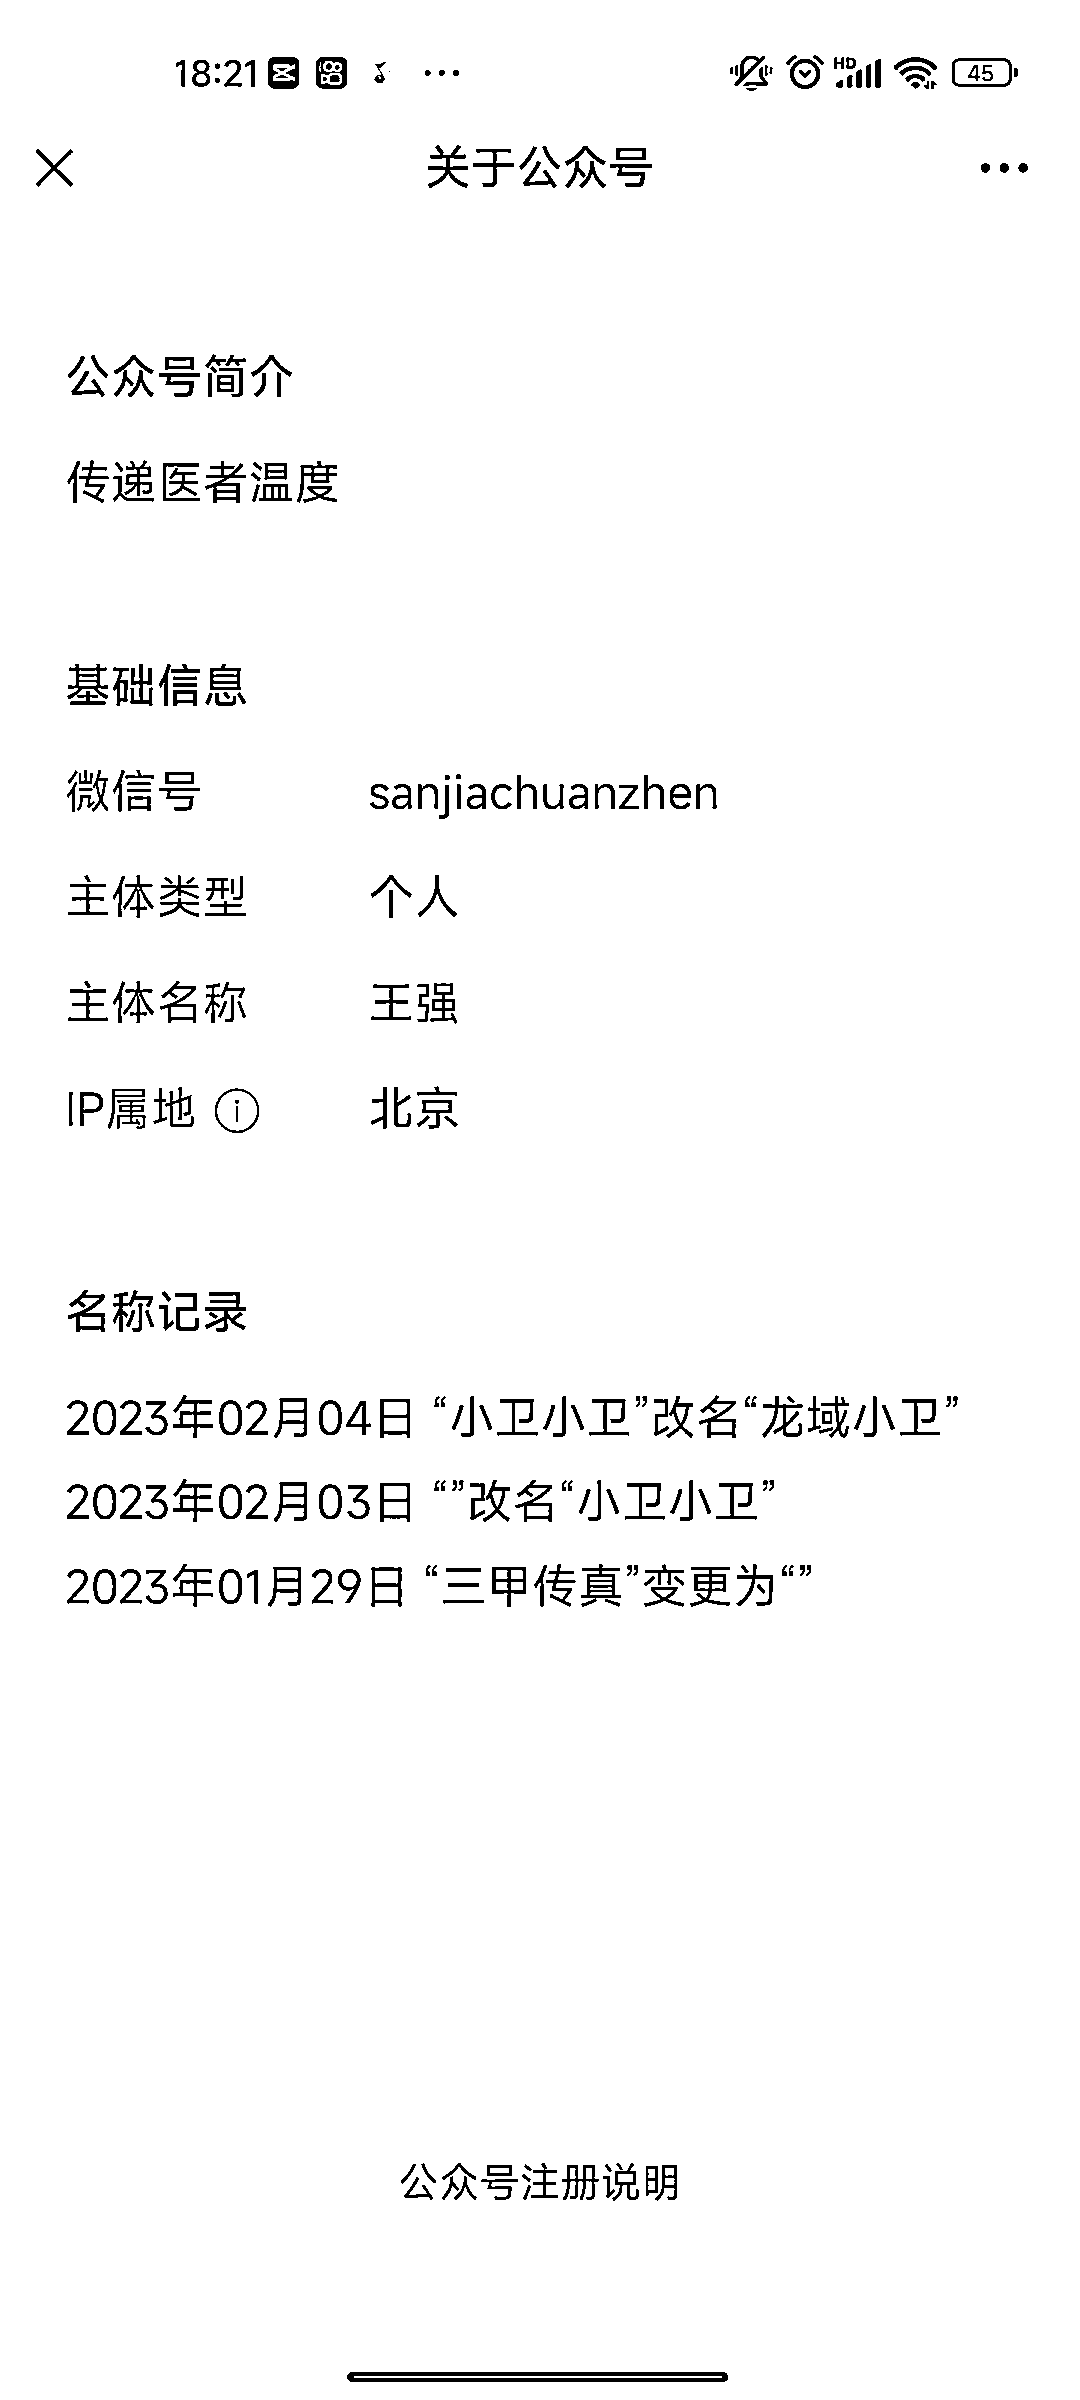 18:21 HD 45
关于公众号
公众号简介
传递医者温度
基础信息
微信号 sanjiachuanzhen
主体类型 个人
主体名称 王强
IP属地 北京
名称记录
2023年02月04日 “小卫小卫”改名“龙域小卫”
2023年02月03日 “”改名“小卫小卫”
2023年01月29日 “三甲传真”变更为“”
公众号注册说明